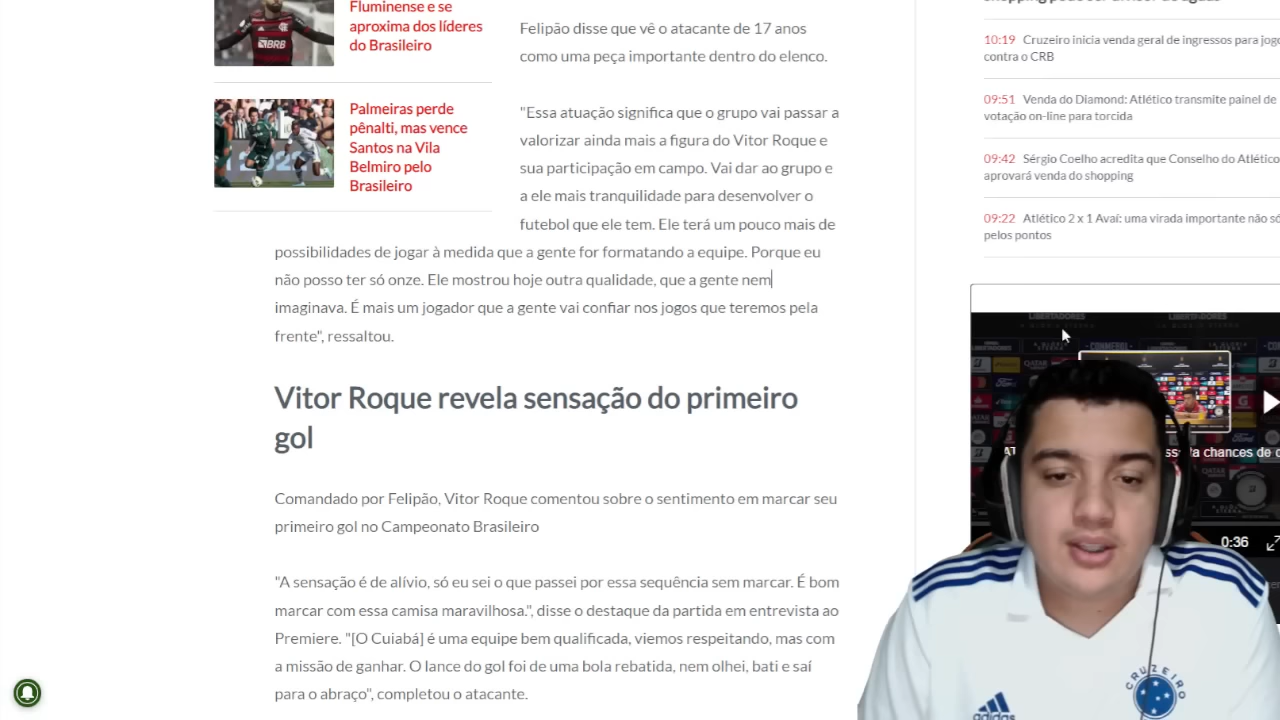 Fluminense e se
aproxima dos líderes
do Brasileiro
Palmeiras perde
pênalti, mas vence
Santos na Vila
Belmiro pelo
Brasileiro
Felipão disse que vê o atacante de 17 anos
como uma peça importante dentro do elenco.
"Essa atuação significa que o grupo vai passar a
valorizar ainda mais a figura do Vitor Roque e
sua participação em campo. Vai dar ao grupo e
a ele mais tranquilidade para desenvolver o
futebol que ele tem. Ele terá um pouco mais de
possibilidades de jogar à medida que a gente for formatando a equipe. Porque eu
não posso ter só onze. Ele mostrou hoje outra qualidade, que a gente nem
imaginava. É mais um jogador que a gente vai confiar nos jogos que teremos pela
frente", ressaltou.
Vitor Roque revela sensação do primeiro
gol
Comandado por Felipão, Vitor Roque comentou sobre o sentimento em marcar seu
primeiro gol no Campeonato Brasileiro
"A sensação é de alívio, só eu sei o que passei por essa sequência sem marcar. É bom
marcar com essa camisa maravilhosa.", disse o destaque da partida em entrevista ao
Premiere. "[O Cuiabá] é uma equipe bem qualificada, viemos respeitando, mas com
a missão de ganhar. O lance do gol foi de uma bola rebatida, nem olhei, bati e saí
para o abraço", completou o atacante.
10:19 Cruzeiro inicia venda geral de ingressos para jogo
contra o CRB
09:51 Venda do Diamond: Atlético transmite painel de
votação on-line para torcida
09:42 Sérgio Coelho acredita que Conselho do Atlético
aprovará venda do shopping
09:22 Atlético 2 x 1 Avaí: uma virada importante não só
pelos pontos
LIBERTADORES
a chances de
0:36
BRB
CRUZEIRO
adidas